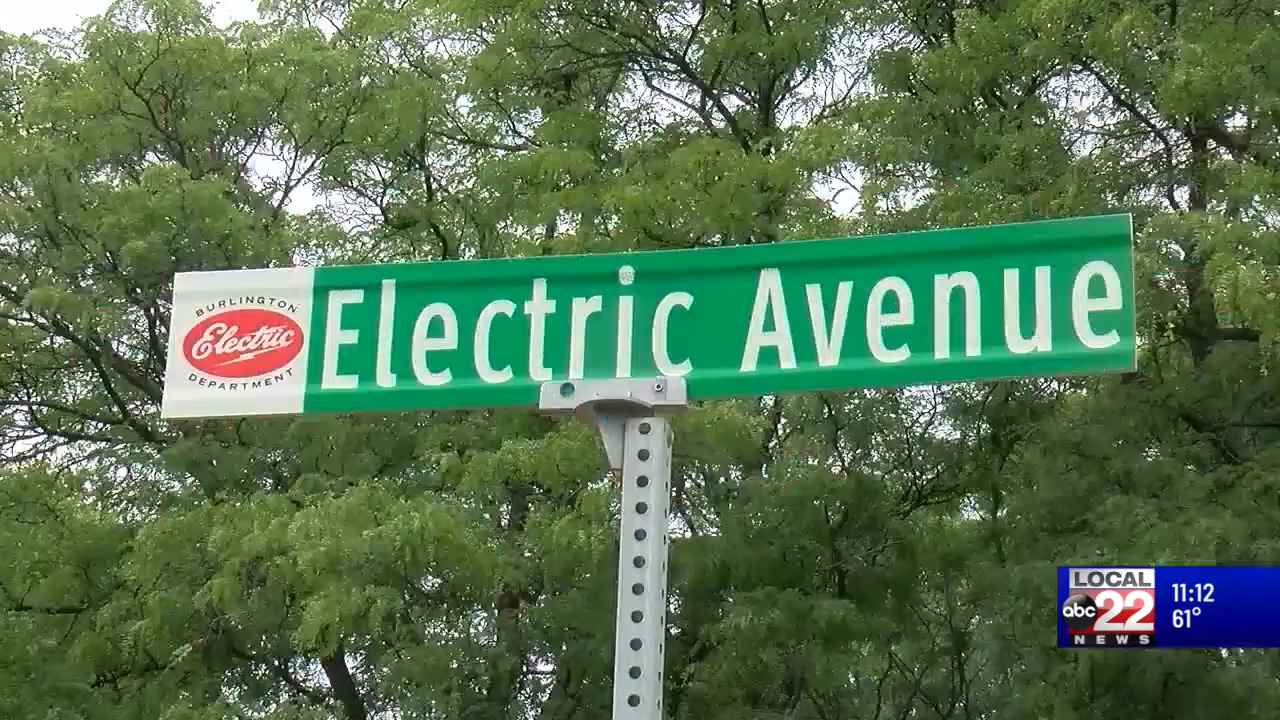 BURLINGTON
Electric
DEPARTMENT
Electric Avenue
LOCAL
abc 22
NEWS
11:12
61°